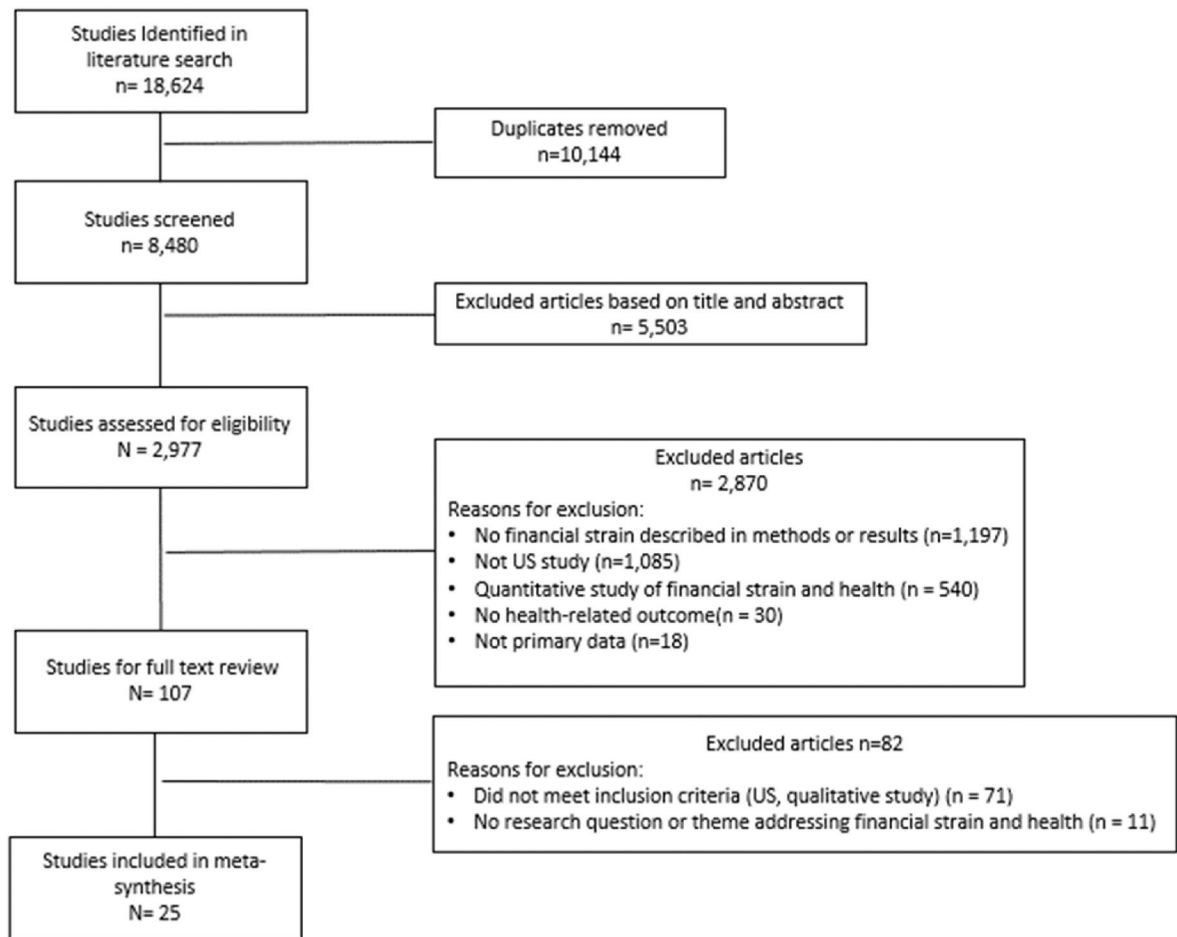 Studies Identified in
literature search
n= 18,624
Duplicates removed
n=10,144
Studies screened
n= 8,480
Excluded articles based on title and abstract
n= 5,503
Studies assessed for eligibility
N = 2,977
Excluded articles
n= 2,870
Reasons for exclusion:
• No financial strain described in methods or results (n=1,197)
• Not US study (n=1,085)
• Quantitative study of financial strain and health (n = 540)
• No health-related outcome(n = 30)
• Not primary data (n=18)
Studies for full text review
N= 107
Excluded articles n=82
Reasons for exclusion:
• Did not meet inclusion criteria (US, qualitative study) (n = 71)
• No research question or theme addressing financial strain and health (n = 11)
Studies included in meta-
synthesis
N= 25